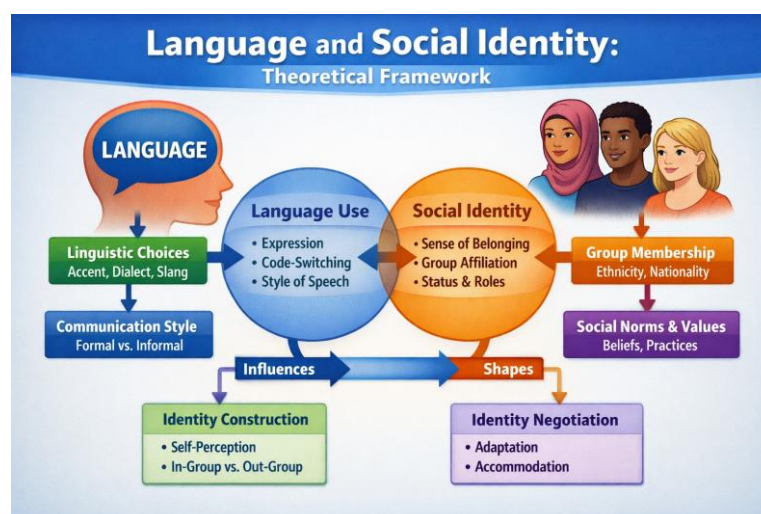 Language and Social Identity:
Theoretical Framework
LANGUAGE
Linguistic Choices
Accent, Dialect, Slang
Communication Style
Formal vs. Informal
Language Use
• Expression
• Code-Switching
• Style of Speech
Social Identity
• Sense of Belonging
• Group Affiliation
• Status & Roles
Group Membership
Ethnicity, Nationality
Social Norms & Values
Beliefs, Practices
Influences
Shapes
Identity Construction
• Self-Perception
• In-Group vs. Out-Group
Identity Negotiation
• Adaptation
• Accommodation